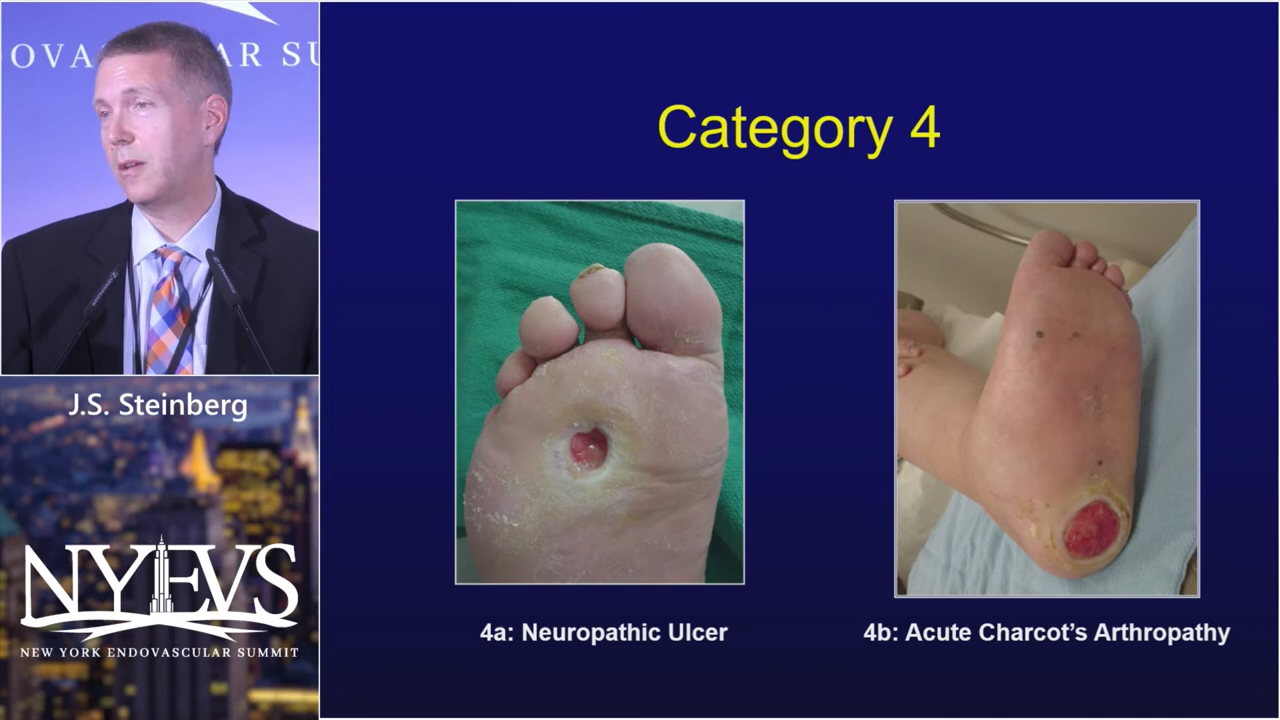 OVA AR SU
J.S. Steinberg
NYEVS
NEW YORK ENDOVASCULAR SUMMIT
Category 4
4a: Neuropathic Ulcer
4b: Acute Charcot’s Arthropathy